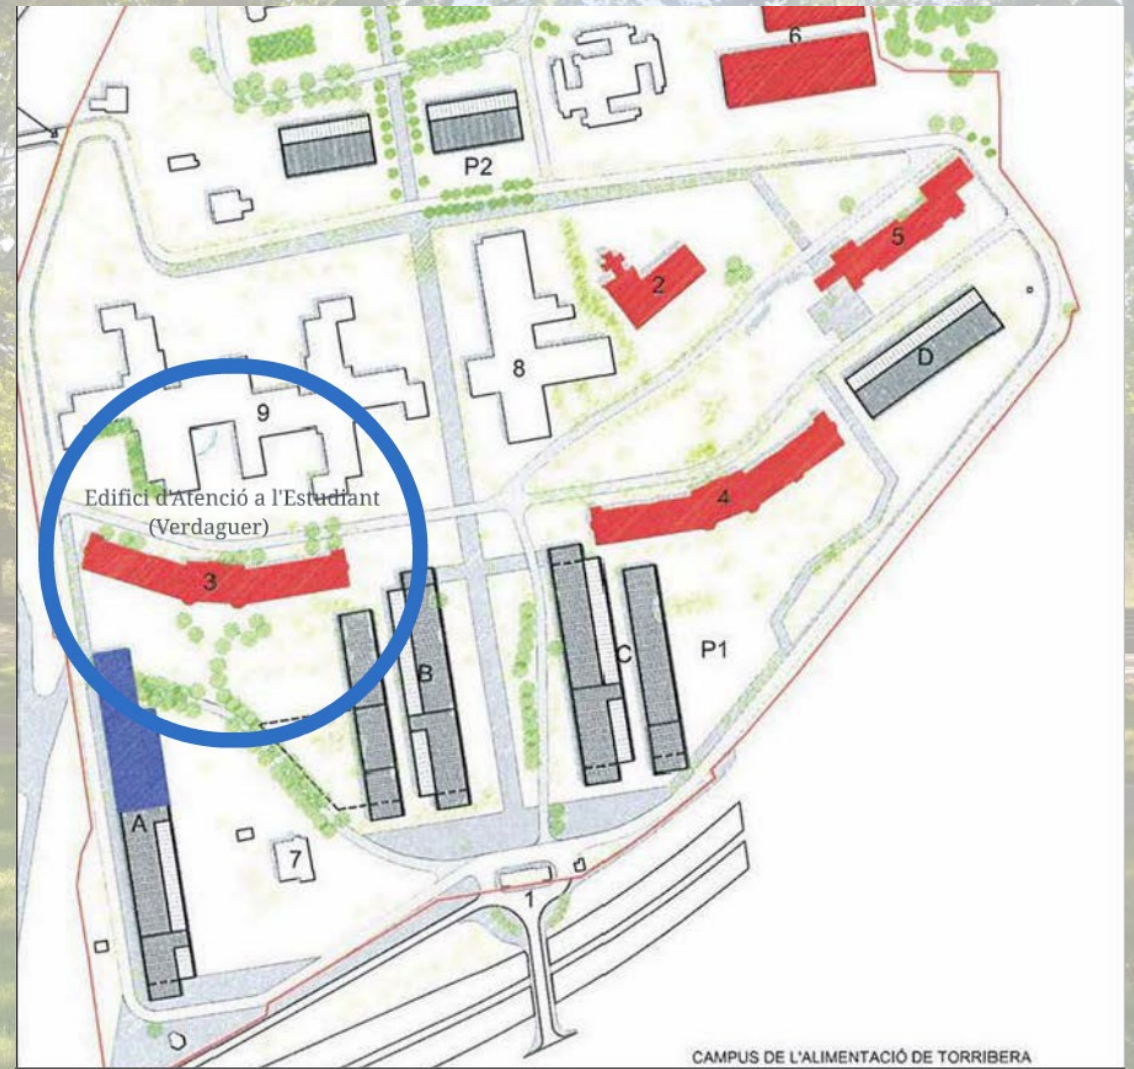 6
P2
5
2
D
8
9
Edifici d'Atenció a l'Estudiant
(Verdaguer)
4
3
C
P1
B
A
7
1
CAMPUS DE L'ALIMENTACIÓ DE TORRIBERA